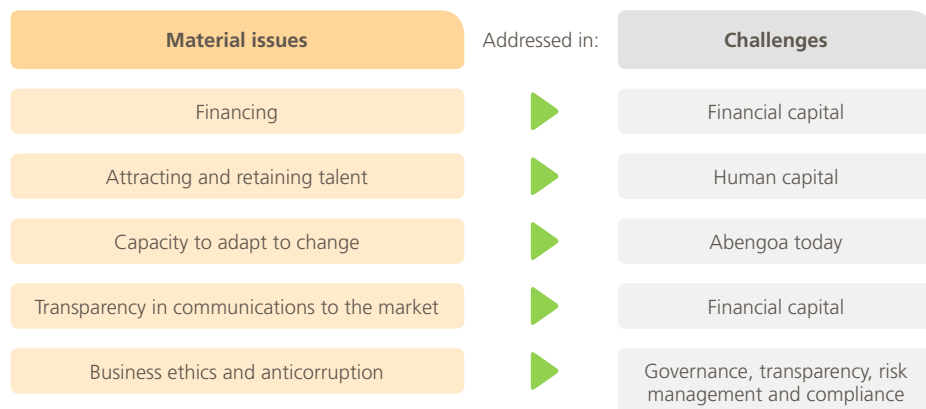 Material issues Addressed in: Challenges
Financing Financial capital
Attracting and retaining talent Human capital
Capacity to adapt to change Abengoa today
Transparency in communications to the market Financial capital
Business ethics and anticorruption Governance, transparency, risk
management and compliance